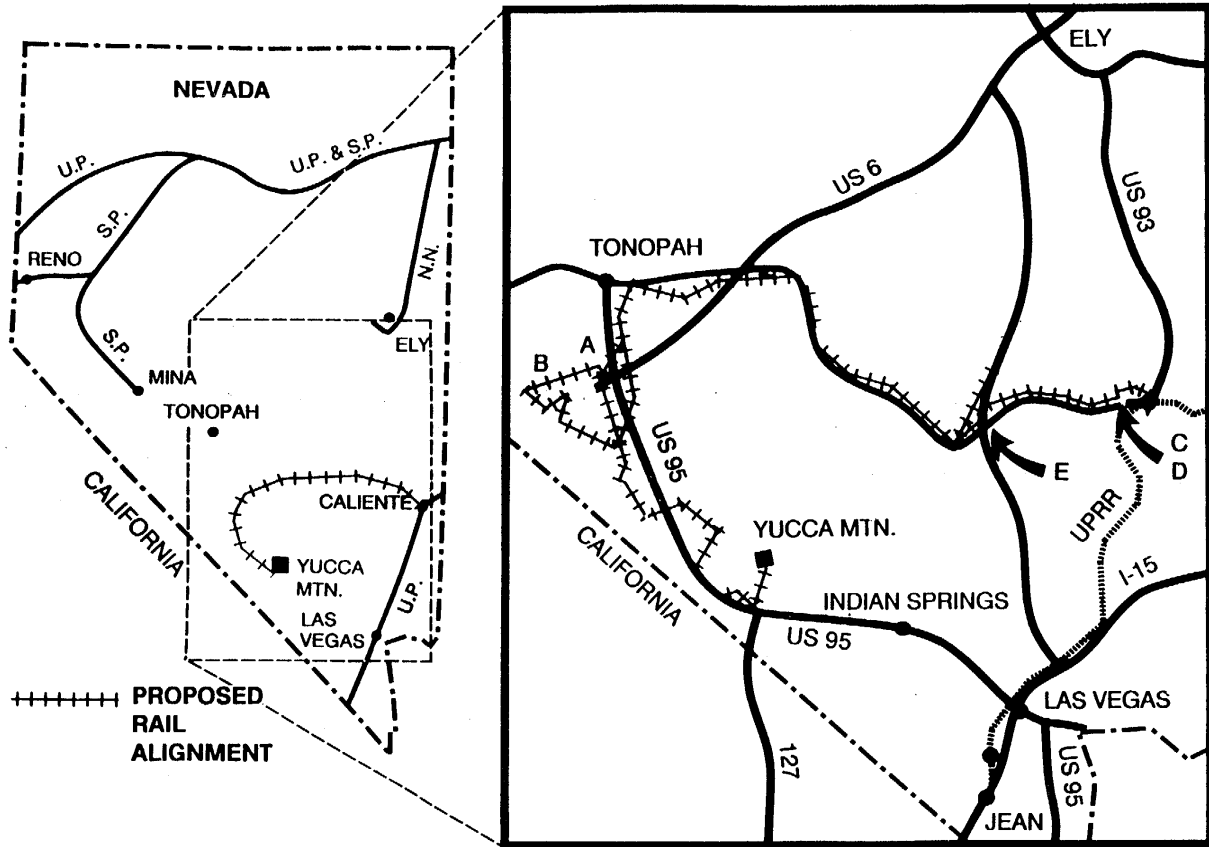 NEVADA
U.P.
U.P. & S.P.
S.P.
RENO
N.N.
S.P.
ELY
MINA
TONOPAH
CALIFORNIA
CALIENTE
YUCCA
MTN.
U.P.
LAS
VEGAS
PROPOSED
RAIL
ALIGNMENT
ELY
US 6
US 93
TONOPAH
A
B
US 95
C
D
E
UPRR
YUCCA MTN.
CALIFORNIA
I-15
INDIAN SPRINGS
US 95
LAS VEGAS
127
US 95
JEAN